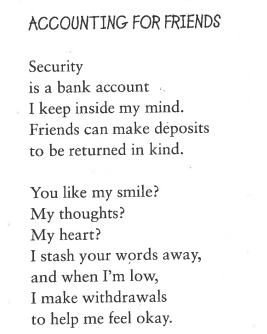 ACCOUNTING FOR FRIENDS
Security
is a bank account
I keep inside my mind.
Friends can make deposits
to be returned in kind.
You like my smile?
My thoughts?
My heart?
I stash your words away,
and when I'm low,
I make withdrawals
to help me feel okay.